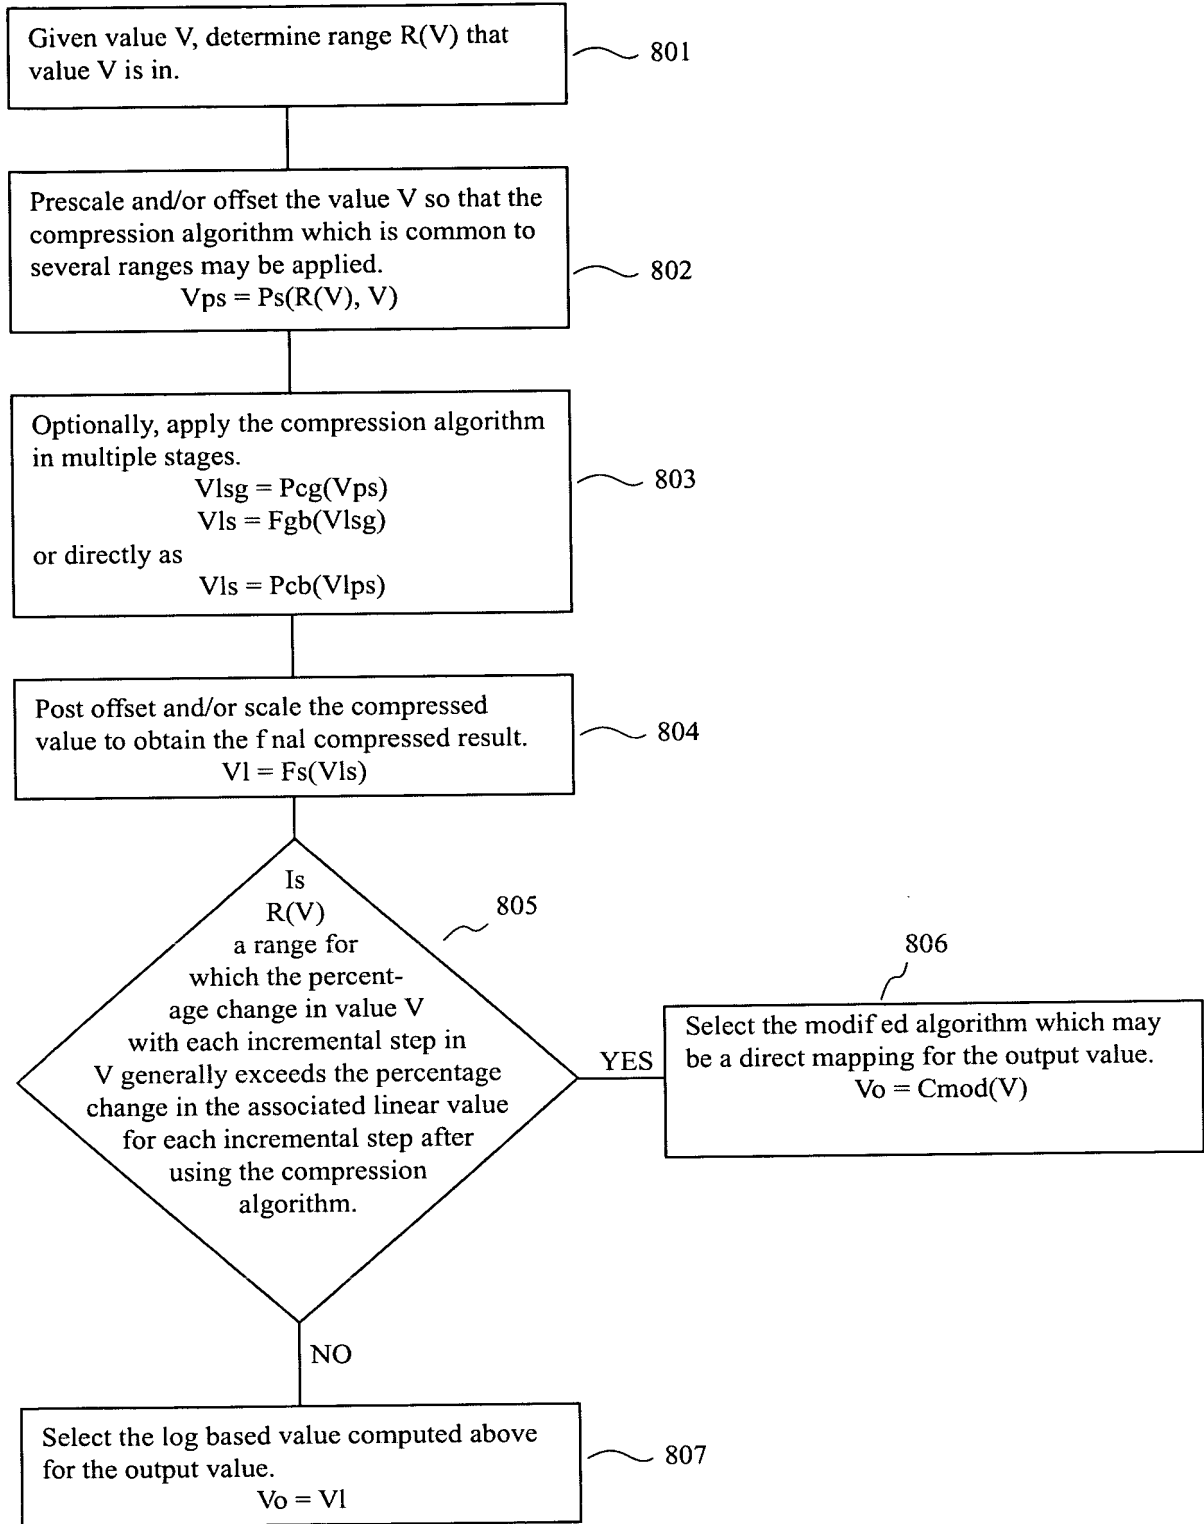 Given value V, determine range R(V) that
value V is in.
801
Prescale and/or offset the value V so that the
compression algorithm which is common to
several ranges may be applied.
Vps = Ps(R(V), V)
802
Optionally, apply the compression algorithm
in multiple stages.
Vlsg = Pcg(Vps)
Vls = Fgb(Vlsg)
or directly as
Vls = Pcb(Vlps)
803
Post offset and/or scale the compressed
value to obtain the f nal compressed result.
Vl = Fs(Vls)
804
Is
R(V)
a range for
which the percent-
age change in value V
with each incremental step in
V generally exceeds the percentage
change in the associated linear value
for each incremental step after
using the compression
algorithm.
805
YES
806
Select the modif ed algorithm which may
be a direct mapping for the output value.
Vo = Cmod(V)
NO
Select the log based value computed above
for the output value.
Vo = Vl
807